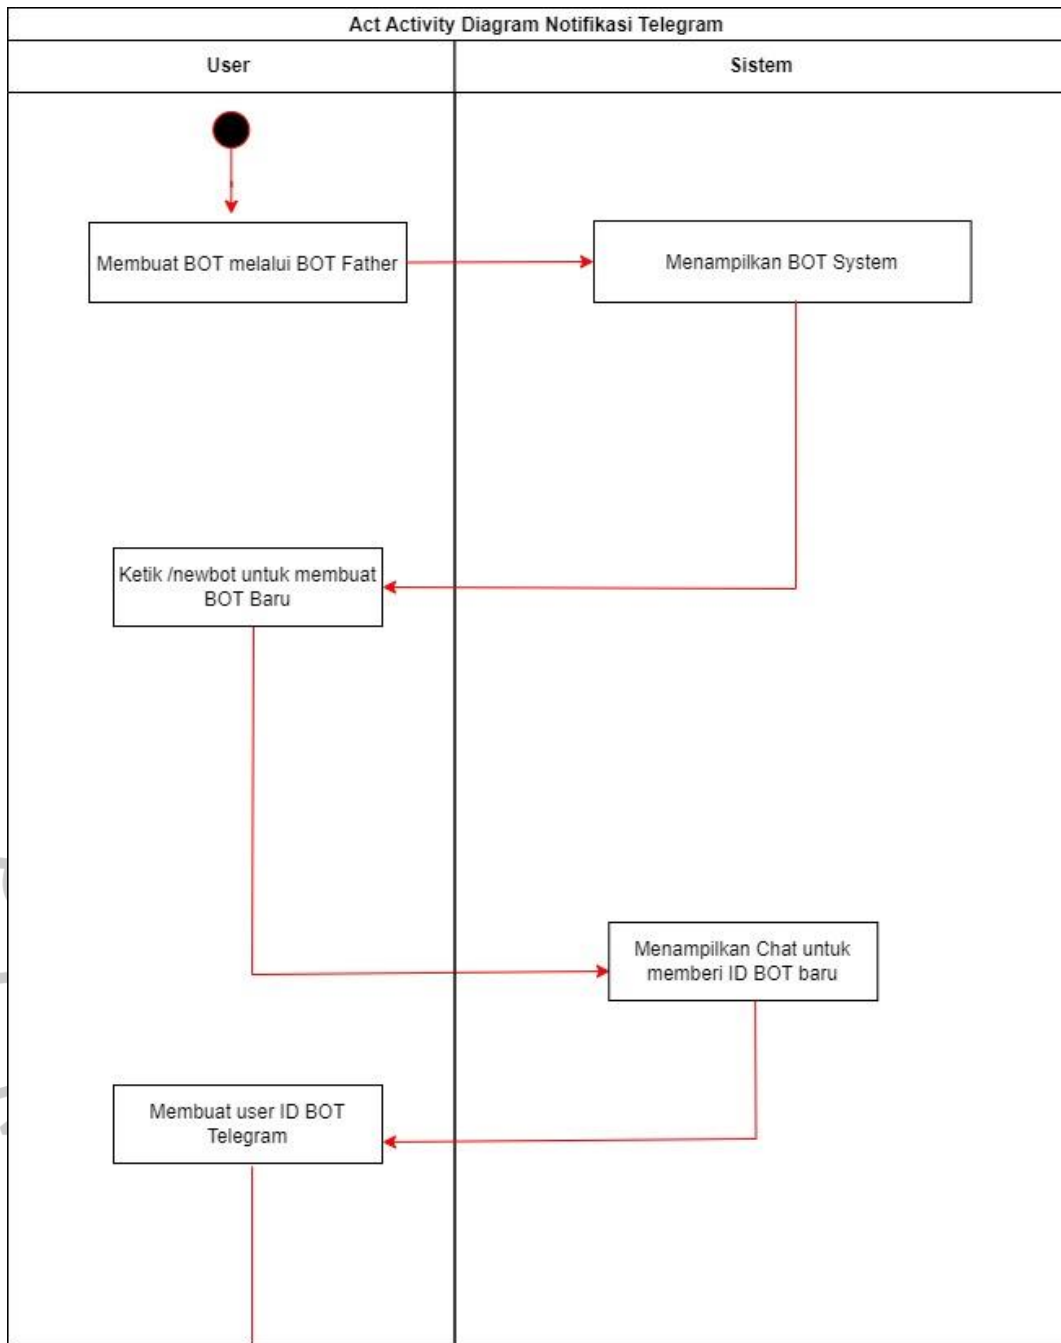 Act Activity Diagram Notifikasi Telegram
User
Sistem
Membuat BOT melalui BOT Father
Menampilkan BOT System
Ketik /newbot untuk membuat
BOT Baru
Menampilkan Chat untuk
memberi ID BOT baru
Membuat user ID BOT
Telegram